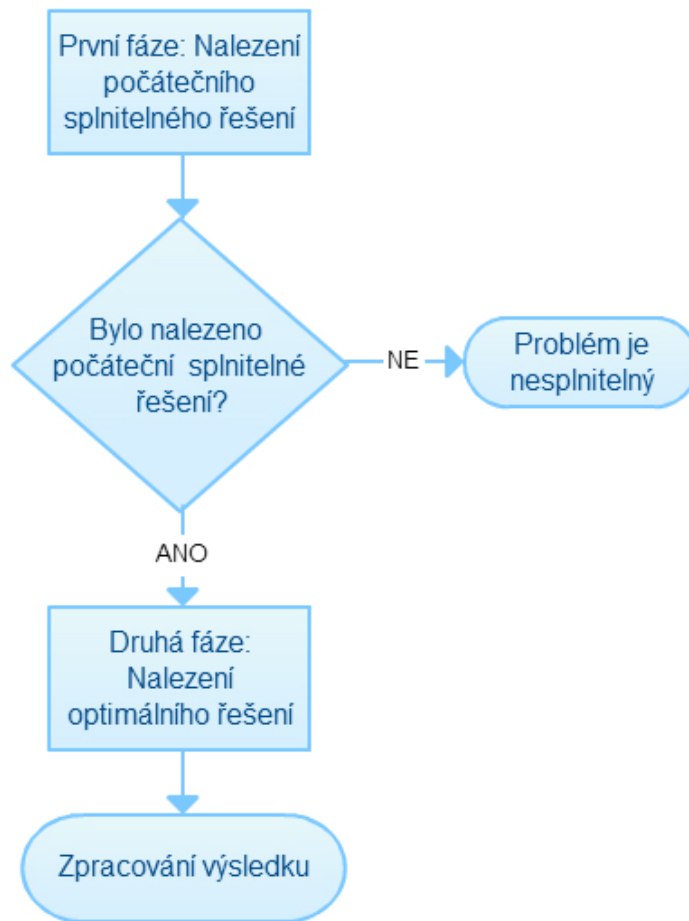 První fáze: Nalezení
počátečního
splnitelného řešení
Bylo nalezeno
počáteční splnitelné
řešení?
NE
Problém je
nesplnitelný
ANO
Druhá fáze:
Nalezení
optimálního řešení
Zpracování výsledku